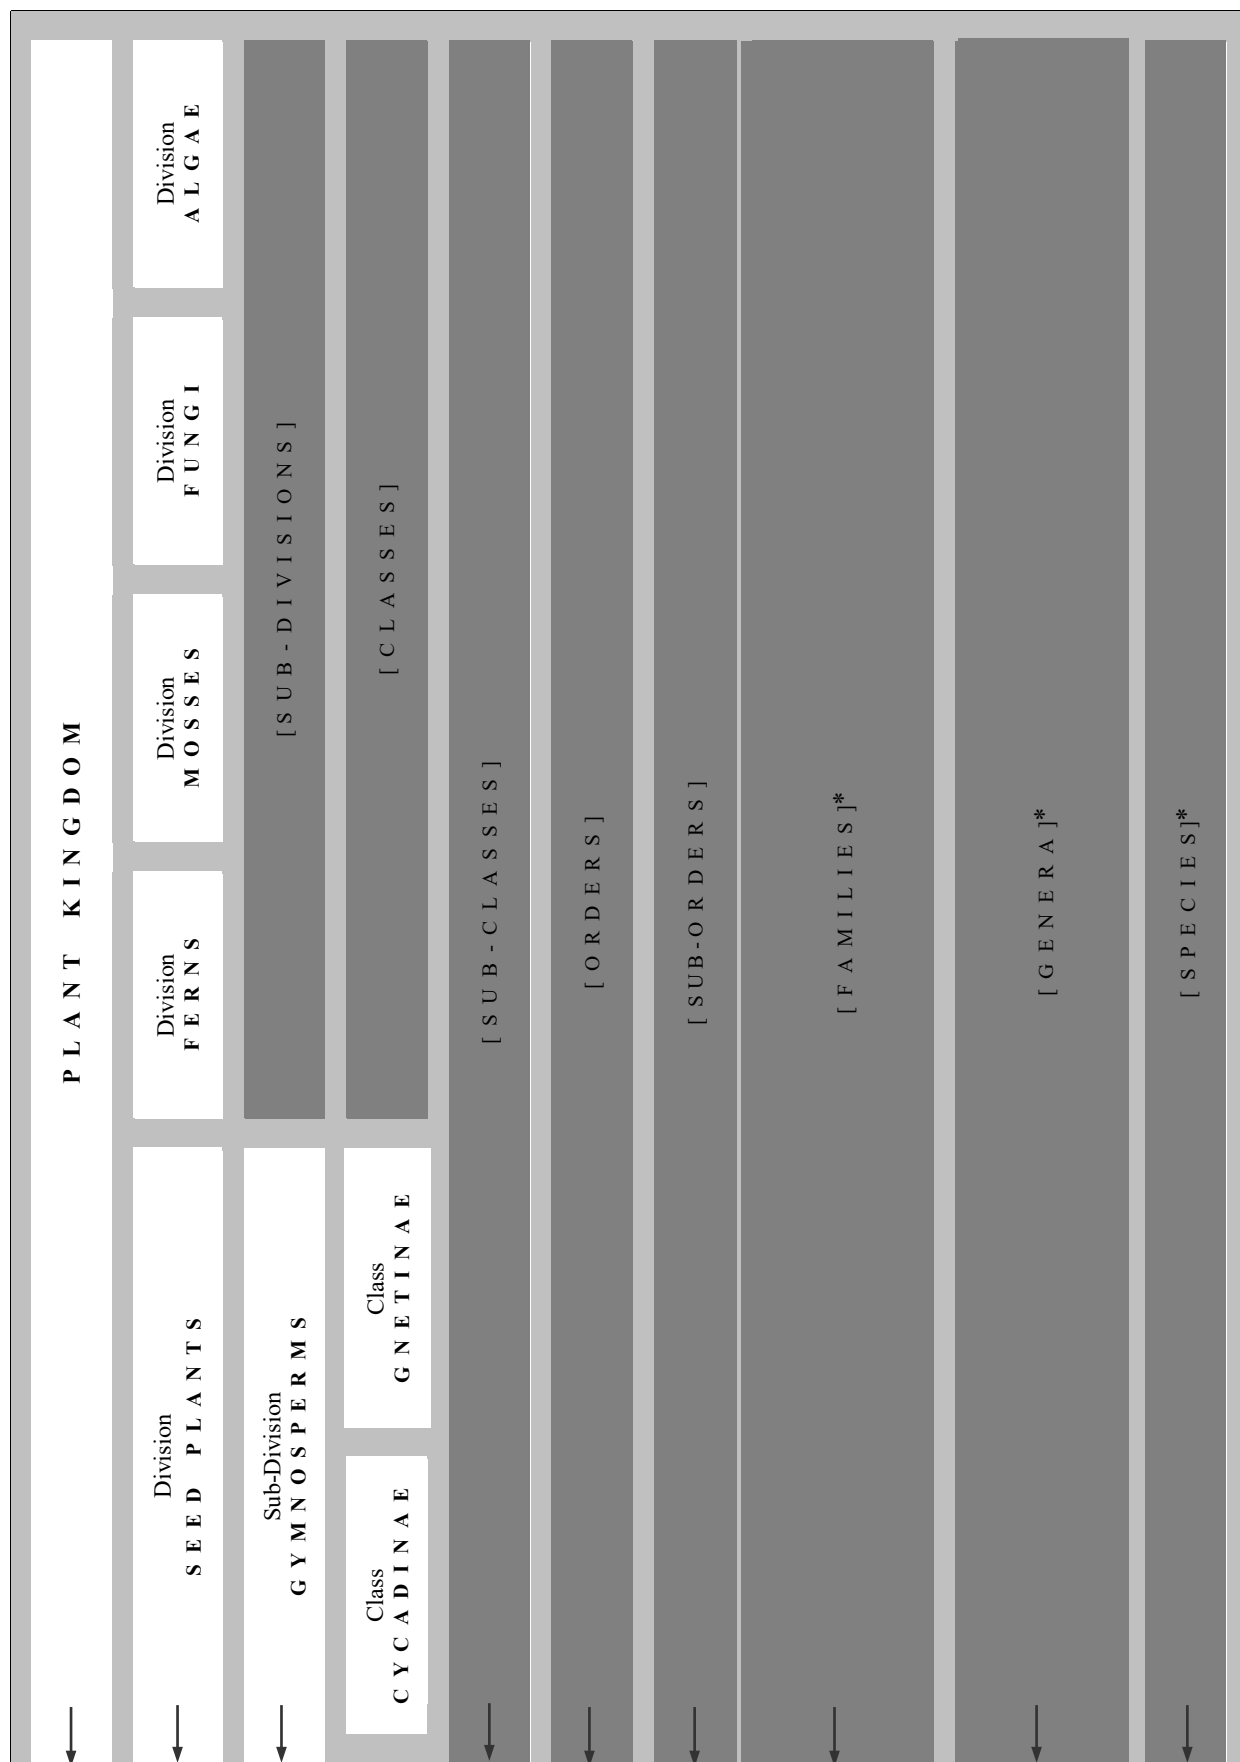 PLANT KINGDOM
Division
SEED PLANTS
Division
FERNS
Division
MOSSES
Division
FUNGI
Division
ALGAE
Sub-Division
GYMNOSPERMS
[SUB-DIVISIONS]
Class
CYCADINAE
Class
GNETINAE
[CLASSES]
[SUB-CLASSES]
[ORDERS]
[SUB-ORDERS]
[FAMILIES]*
[GENERA]*
[SPECIES]*